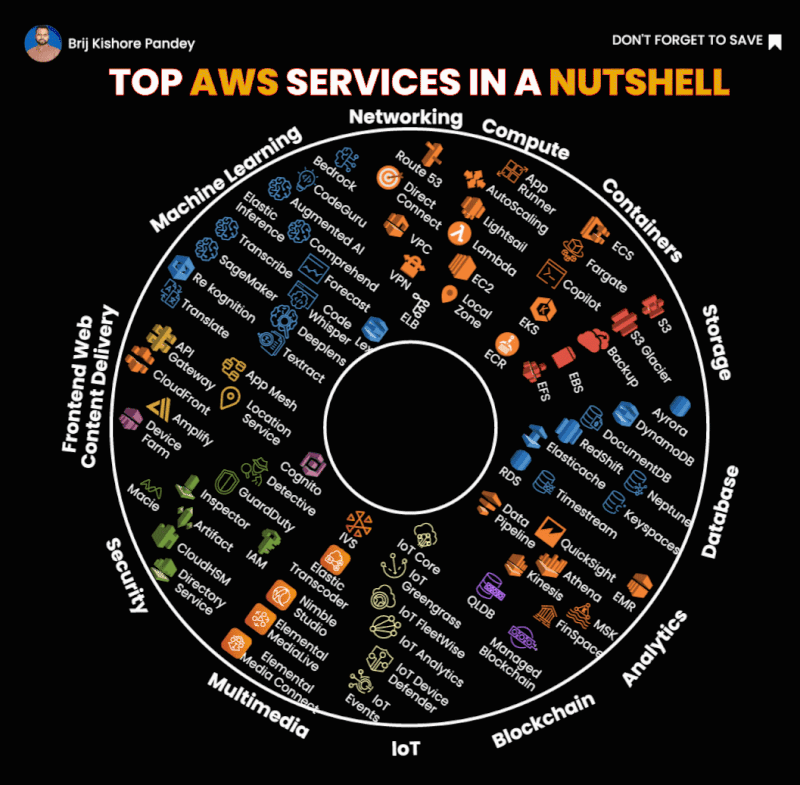 Brij Kishore Pandey
DON'T FORGET TO SAVE
TOP AWS SERVICES IN A NUTSHELL
Networking
Route 53
Direct
Connect
VPC
VPN
ELB
Compute
App
Runner
AutoScaling
Lightsail
Lambda
EC2
Local
Zone
Containers
ECS
Fargate
Copilot
EKS
ECR
Storage
S3
S3 Glacier
Backup
EBS
EFS
Database
Ayrora
DynamoDB
DocumentDB
RedShift
Elasticache
RDS
Neptune
Keyspaces
Timestream
Analytics
Data
Pipeline
QuickSight
Athena
Kinesis
EMR
MSK
FinSpace
Blockchain
QLDB
Managed
Blockchain
IoT
IoT Core
IoT
Greengrass
IoT FleetWise
IoT Analytics
IoT Device
Defender
IoT
Events
Multimedia
IVS
Elastic
Transcoder
Nimble
Studio
Elemental
MediaLive
Elemental
Media Connect
Security
Cognito
Detective
GuardDuty
Inspector
Macie
Artifact
IAM
CloudHSM
Directory
Service
Frontend Web
Content Delivery
API
Gateway
CloudFront
Amplify
Device
Farm
App Mesh
Location
Service
Machine Learning
Bedrock
CodeGuru
Augmented AI
Elastic
Inference
Comprehend
Transcribe
Forecast
SageMaker
Code
Whisper
Lex
Re kognition
Deeplens
Translate
Textract